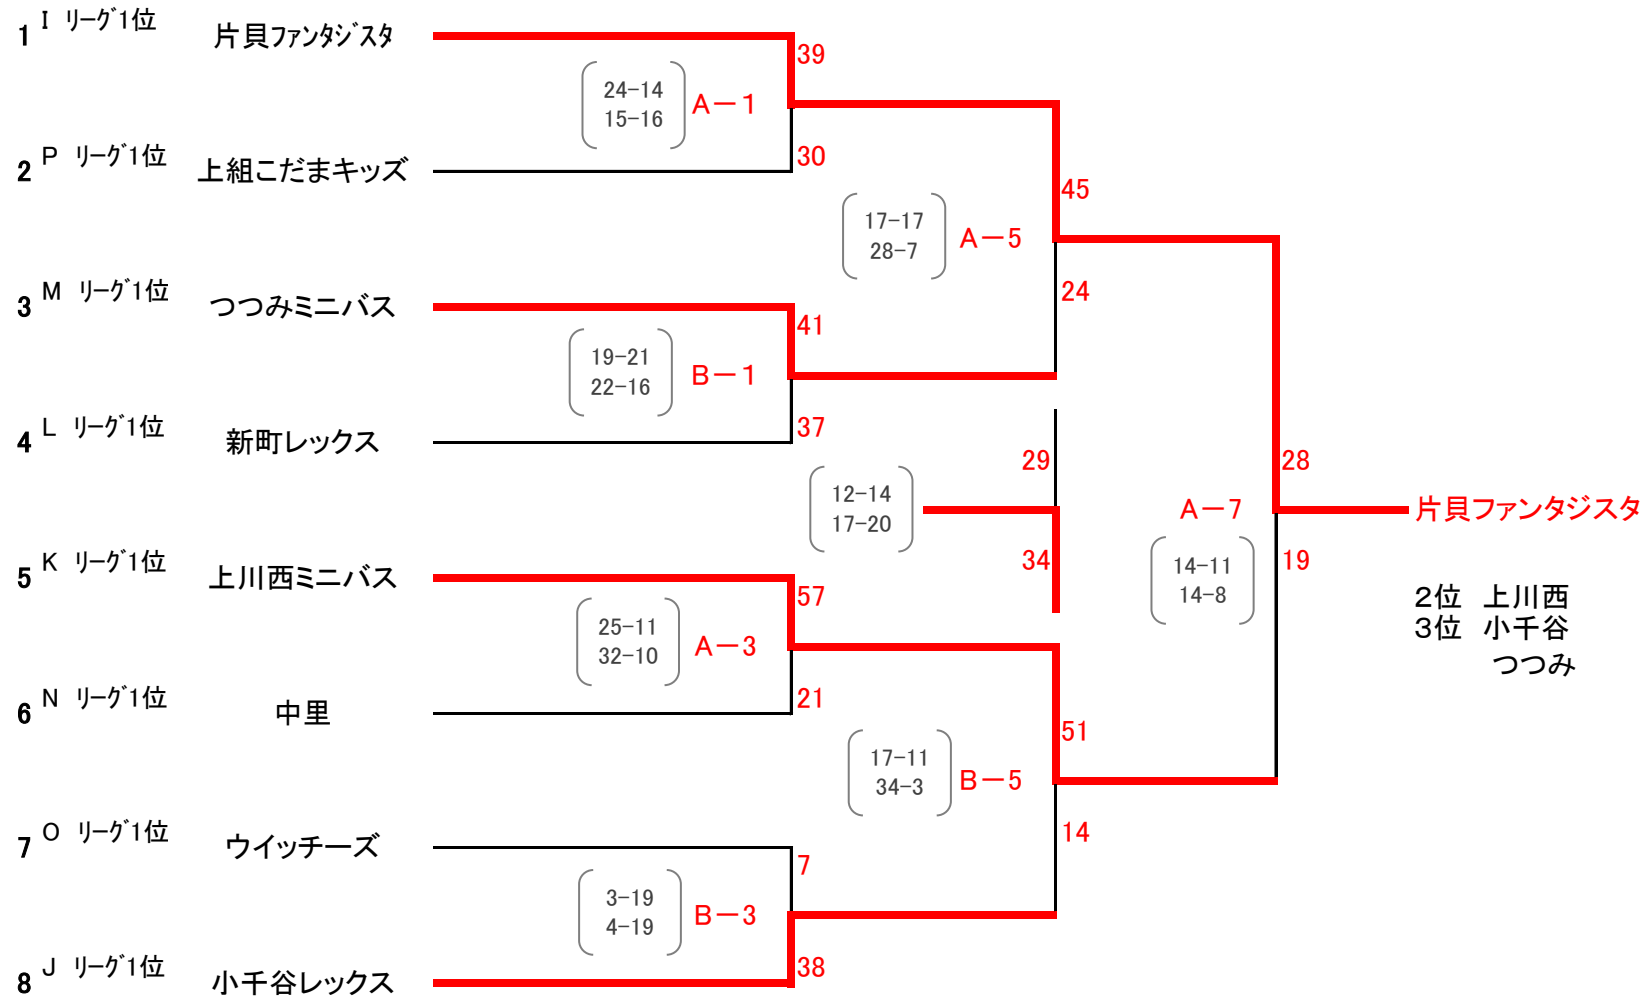 1 I リーグ1位 片貝ファンタジスタ
39
24-14
15-16
A-1
30
2 P リーグ1位 上組こだまキッズ
45
17-17
28-7
A-5
24
3 M リーグ1位 つつみミニバス
41
19-21
22-16
B-1
37
4 L リーグ1位 新町レックス
29
12-14
17-20
34
28
A-7
14-11
14-8
19
片貝ファンタジスタ
2位 上川西
3位 小千谷
つつみ
5 K リーグ1位 上川西ミニバス
57
25-11
32-10
A-3
21
6 N リーグ1位 中里
51
17-11
34-3
B-5
14
7 O リーグ1位 ウイッチーズ
7
3-19
4-19
B-3
38
8 J リーグ1位 小千谷レックス